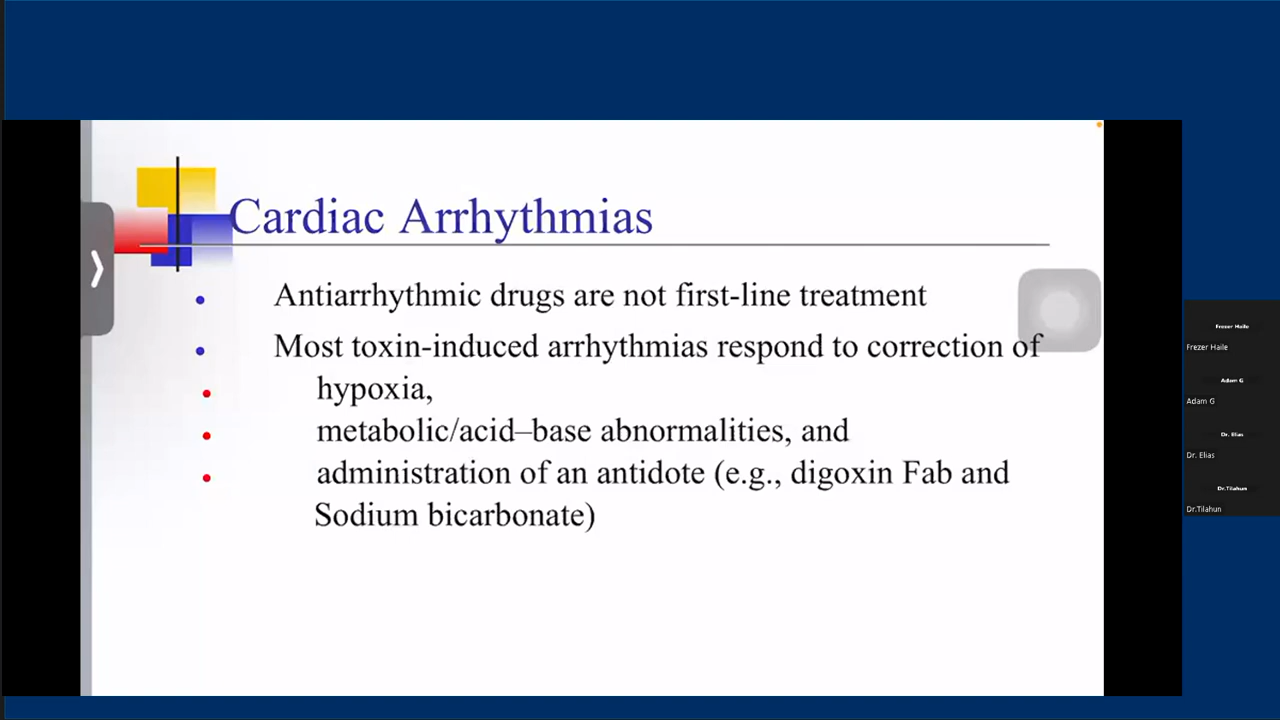 Cardiac Arrhythmias
• Antiarrhythmic drugs are not first-line treatment
• Most toxin-induced arrhythmias respond to correction of
• hypoxia,
• metabolic/acid–base abnormalities, and
• administration of an antidote (e.g., digoxin Fab and
Sodium bicarbonate)
Frezer Haile
Frezer Haile
Adam G
Adam G
Dr. Elias
Dr. Elias
Dr.Tilahun
Dr.Tilahun